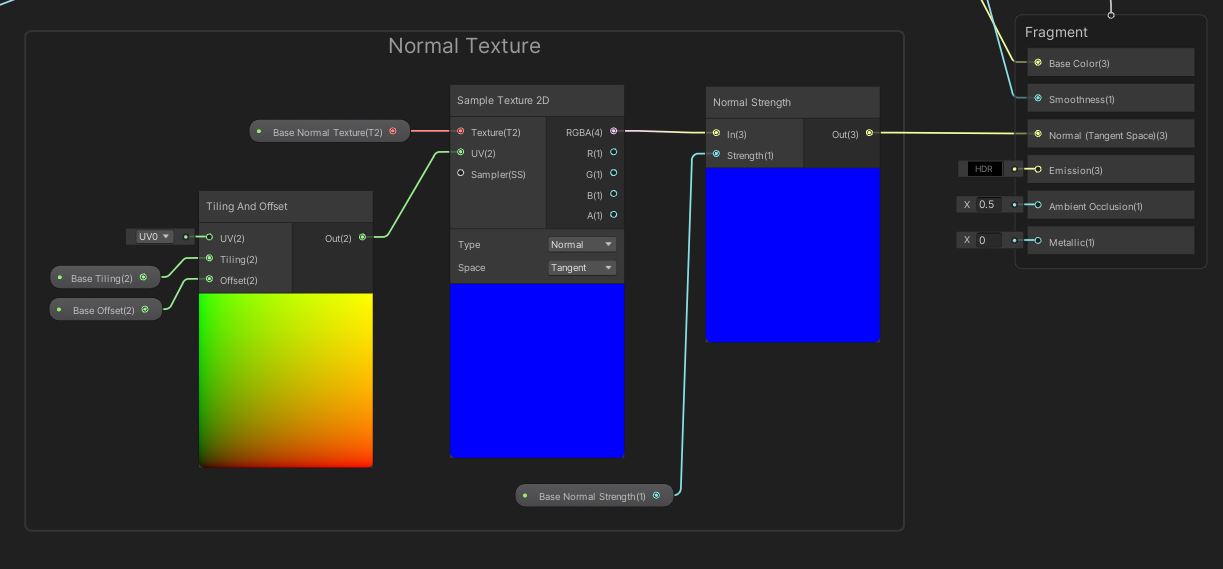 Normal Texture
Base Normal Texture(T2)
Tiling And Offset
UV0
UV(2)
Out(2)
Base Tiling(2)
Tiling(2)
Base Offset(2)
Offset(2)
Sample Texture 2D
Texture(T2)
RGBA(4)
UV(2)
R(1)
Sampler(SS)
G(1)
B(1)
A(1)
Type
Normal
Space
Tangent
Normal Strength
In(3)
Out(3)
Strength(1)
Base Normal Strength(1)
Fragment
Base Color(3)
Smoothness(1)
Normal (Tangent Space)(3)
HDR
Emission(3)
X 0.5
Ambient Occlusion(1)
X 0
Metallic(1)